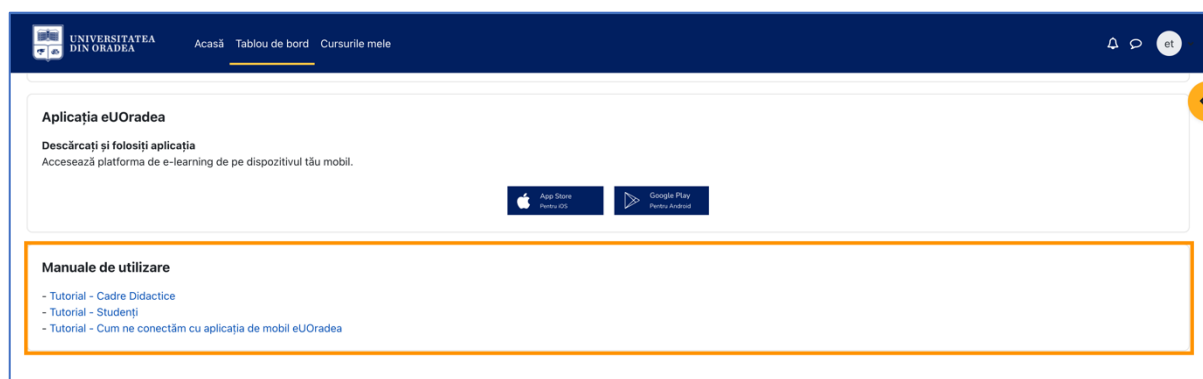 UNIVERSITATEA
DIN ORADEA
Acasă Tablou de bord Cursurile mele
et
Aplicația eUOradea
Descărcați și folosiți aplicația
Accesează platforma de e-learning de pe dispozitivul tău mobil.
App Store
Pentru iOS
Google Play
Pentru Android
Manuale de utilizare
- Tutorial - Cadre Didactice
- Tutorial - Studenți
- Tutorial - Cum ne conectăm cu aplicația de mobil eUOradea